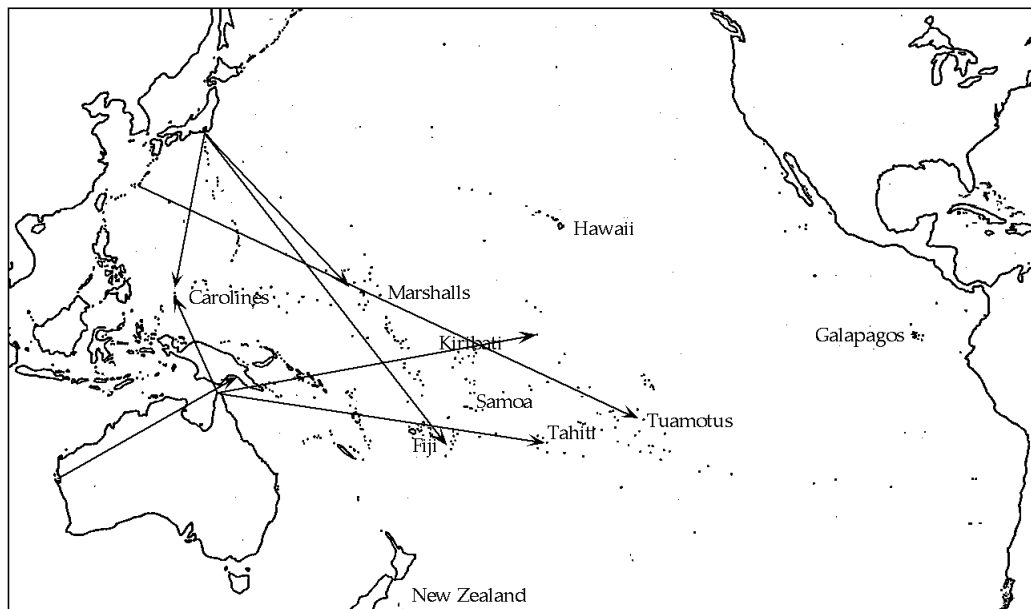 Hawaii
Carolines
Marshalls
Kiribati
Galapagos
Samoa
Tuamotus
Tahiti
Fiji
New Zealand